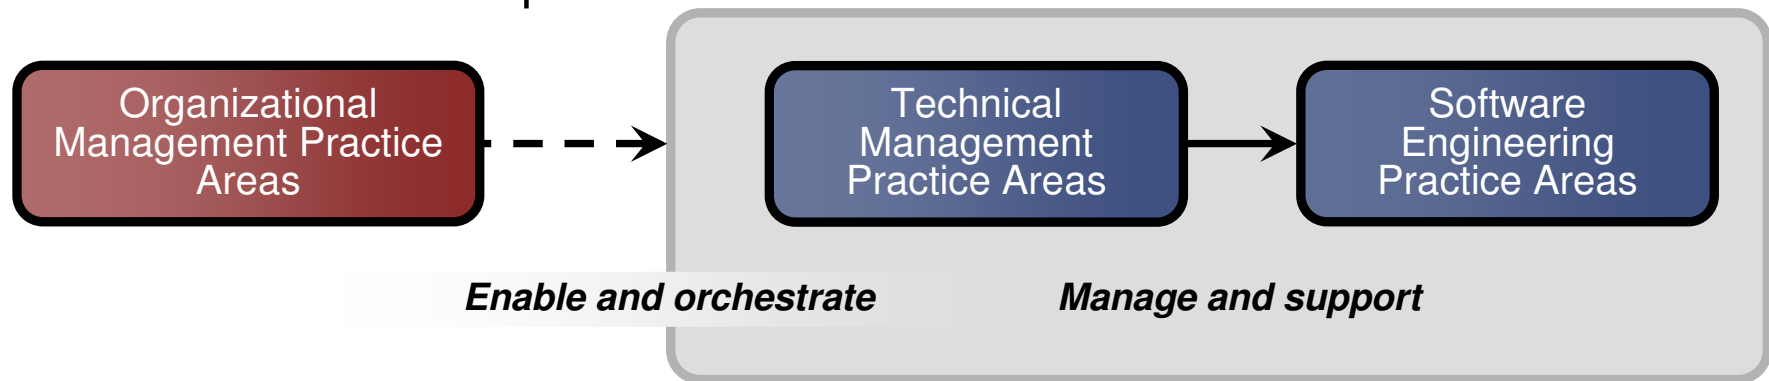 Organizational
Management Practice
Areas
Technical
Management
Practice Areas
Software
Engineering
Practice Areas
Enable and orchestrate
Manage and support